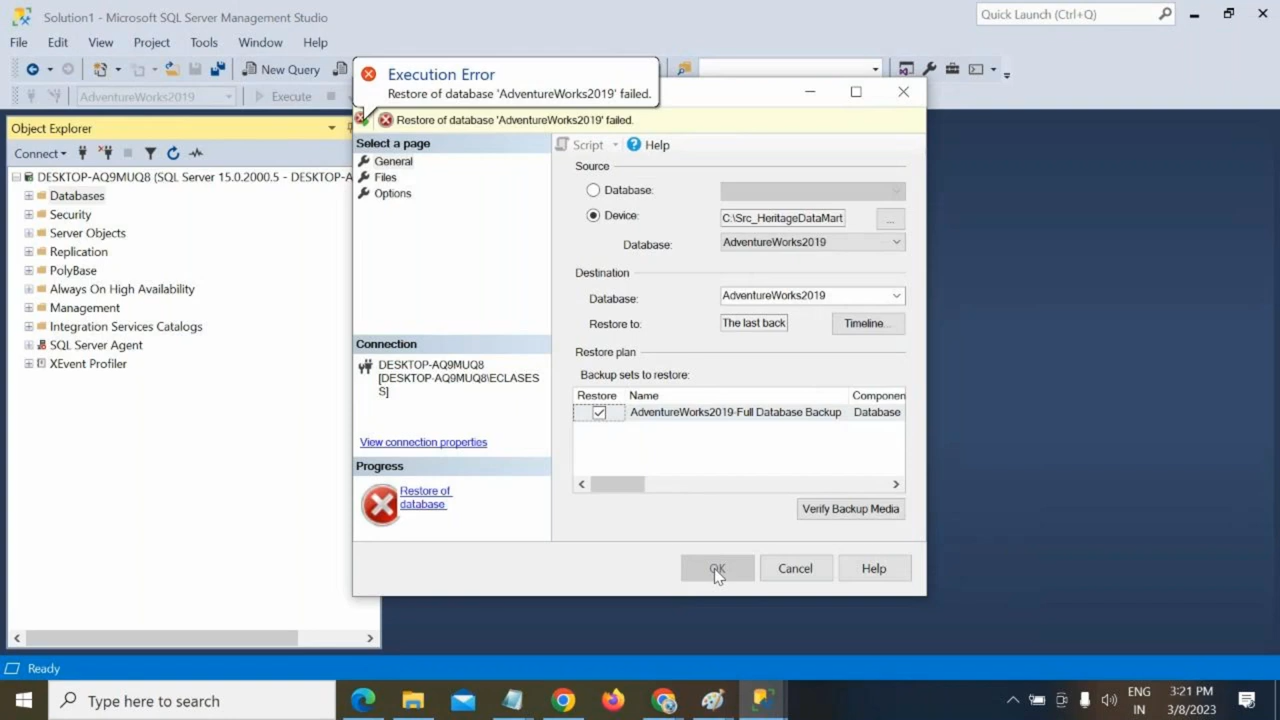 Solution1 - Microsoft SQL Server Management Studio
Quick Launch (Ctrl+Q)
File Edit View Project Tools Window Help
New Query
AdventureWorks2019 Execute
Execution Error
Restore of database 'AdventureWorks2019' failed.
Restore of database 'AdventureWorks2019' failed.
Object Explorer
Connect
DESKTOP-AQ9MUQ8 (SQL Server 15.0.2000.5 - DESKTOP-A
Databases
Security
Server Objects
Replication
PolyBase
Always On High Availability
Management
Integration Services Catalogs
SQL Server Agent
XEvent Profiler
Select a page
General
Files
Options
Connection
DESKTOP-AQ9MUQ8
[DESKTOP-AQ9MUQ8\ECLASES
S]
View connection properties
Progress
Restore of
database
Script Help
Source
Database:
Device: C:\Src_HeritageDataMart ...
Database: AdventureWorks2019
Destination
Database: AdventureWorks2019
Restore to: The last back Timeline...
Restore plan
Backup sets to restore:
Restore Name Componen
AdventureWorks2019-Full Database Backup Database
Verify Backup Media
OK Cancel Help
Ready
Type here to search
ENG
IN
3:21 PM
3/8/2023